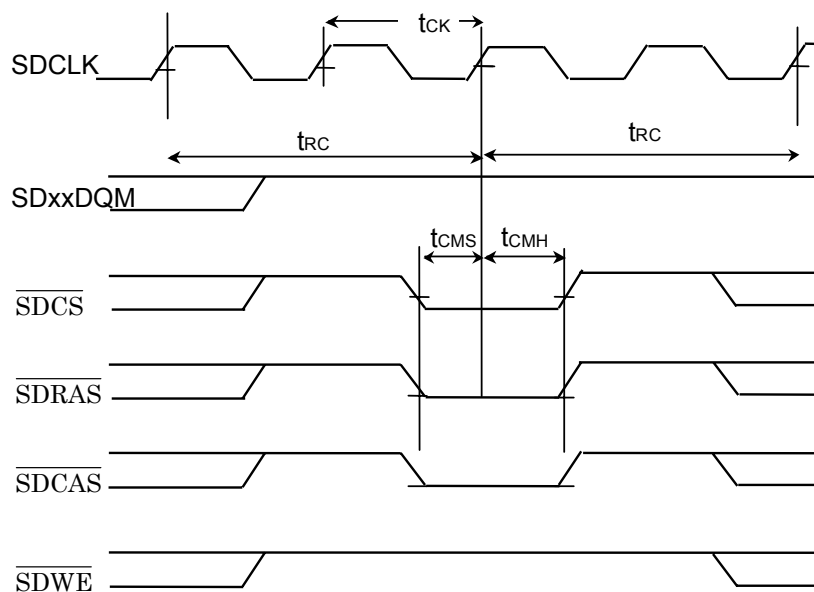 tCK
SDCLK
tRC tRC
SDxxDQM
tCMS tCMH
SDCS
SDRAS
SDCAS
SDWE